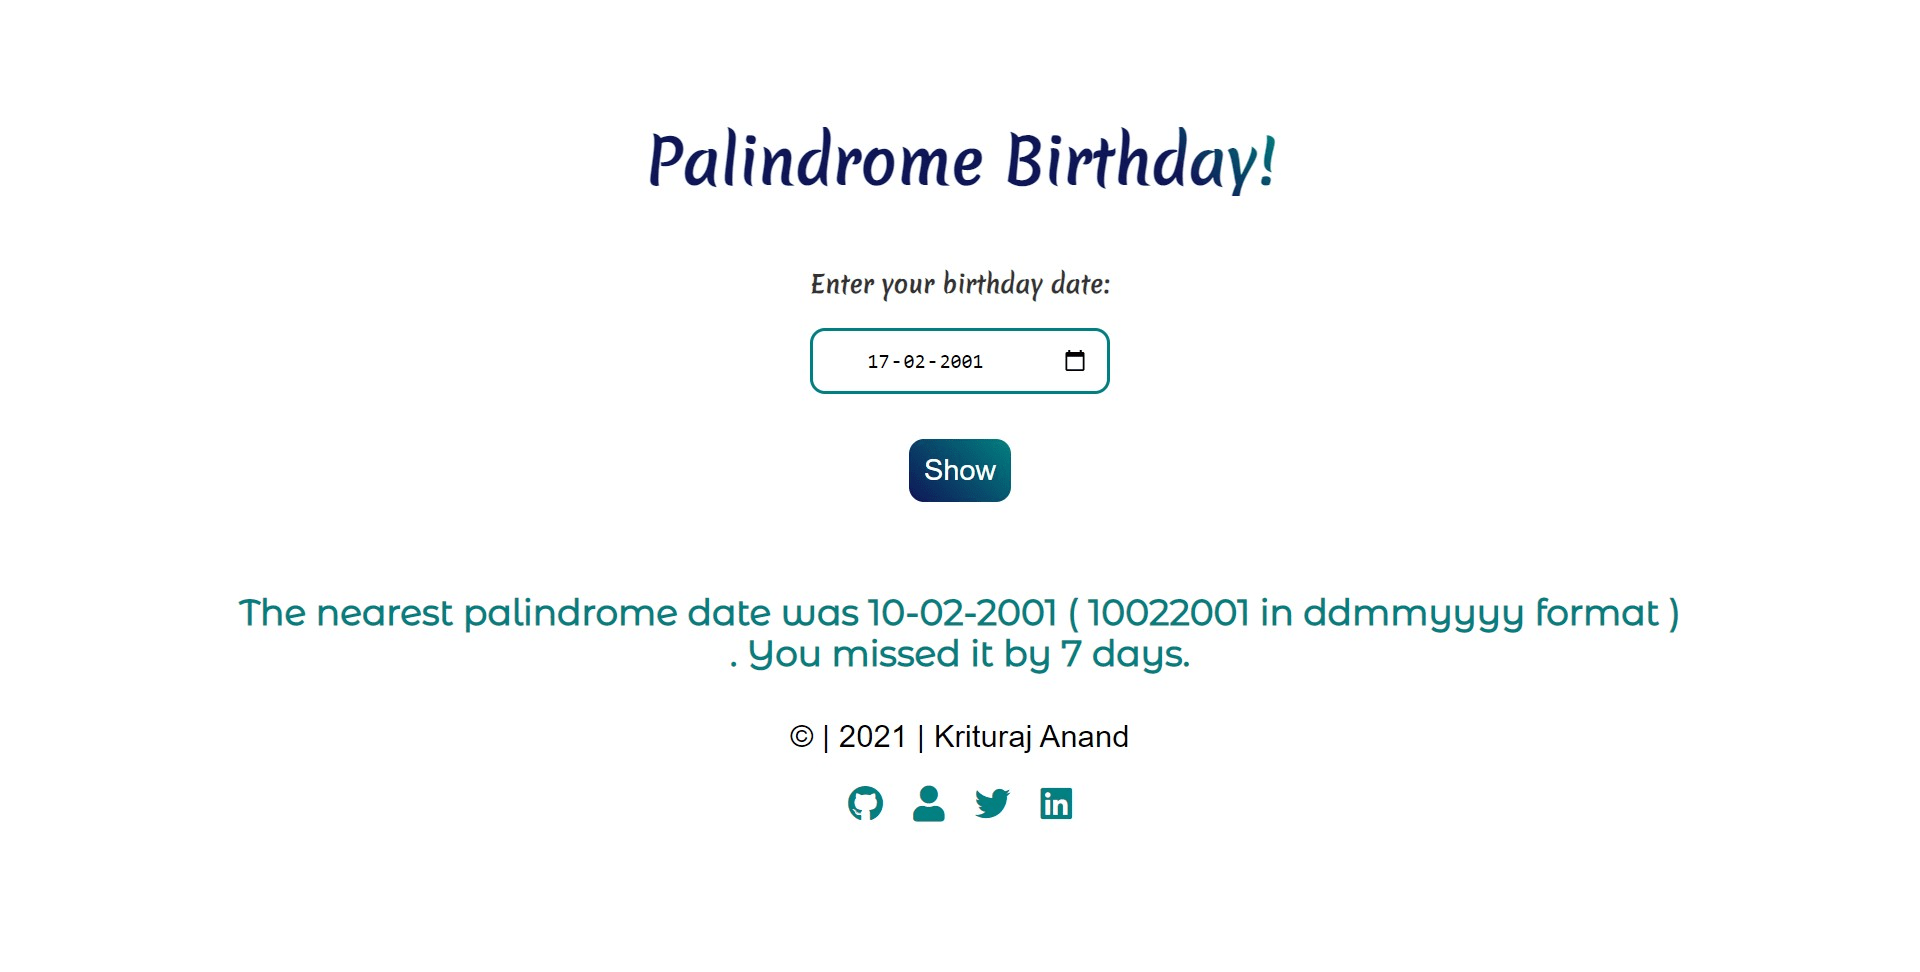 Palindrome Birthday!
Enter your birthday date:
17-02-2001
Show
The nearest palindrome date was 10-02-2001 ( 10022001 in ddmmyyyy format )
. You missed it by 7 days.
© | 2021 | Krituraj Anand
in